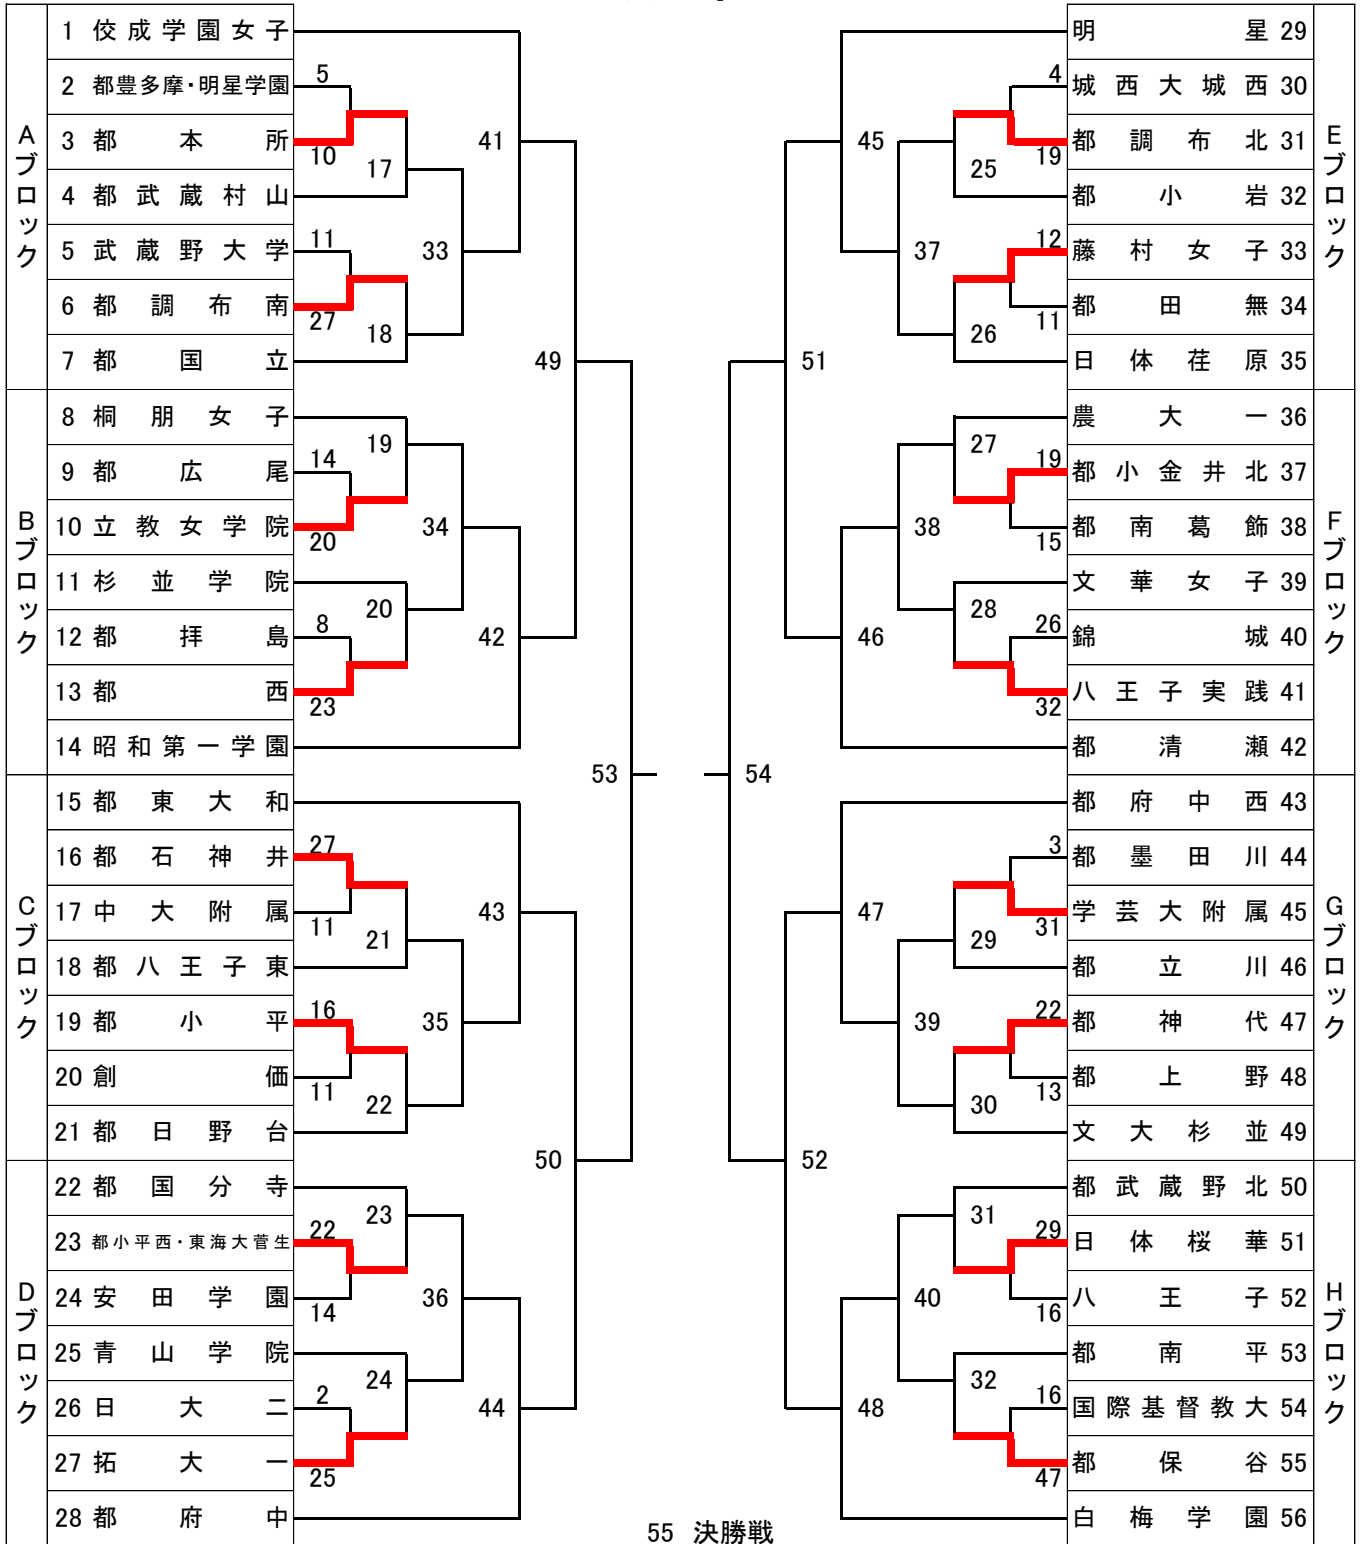 Aブロック
1 佼成学園女子
2 都豊多摩・明星学園 5
3 都本所 10
4 都武蔵村山
5 武蔵野大学 11
6 都調布南 27
7 都国立
17
18
33
41
Bブロック
8 桐朋女子
9 都広尾 14
10 立教女学院 20
11 杉並学院
12 都拝島 8
13 都西 23
14 昭和第一学園
19
20
34
42
49
Cブロック
15 都東大和
16 都石神井 27
17 中大附属 11
18 都八王子東
19 都小平 16
20 創価 11
21 都日野台
21
22
35
43
Dブロック
22 都国分寺
23 都小平西・東海大菅生 22
24 安田学園 14
25 青山学院
26 日大二 2
27 拓大一 25
28 都府中
23
24
36
44
50
53
Eブロック
明星 29
4 城西大城西 30
19 都調布北 31
都小岩 32
12 藤村女子 33
11 都田無 34
日体荏原 35
25
26
37
45
Fブロック
農大一 36
19 都小金井北 37
15 都南葛飾 38
文華女子 39
26 錦城 40
32 八王子実践 41
都清瀬 42
27
28
38
46
51
Gブロック
都府中西 43
3 都墨田川 44
31 学芸大附属 45
都立川 46
22 都神代 47
13 都上野 48
文大杉並 49
29
30
39
47
Hブロック
都武蔵野北 50
29 日体桜華 51
16 八王子 52
都南平 53
16 国際基督教大 54
47 都保谷 55
白梅学園 56
31
32
40
48
52
54
55 決勝戦